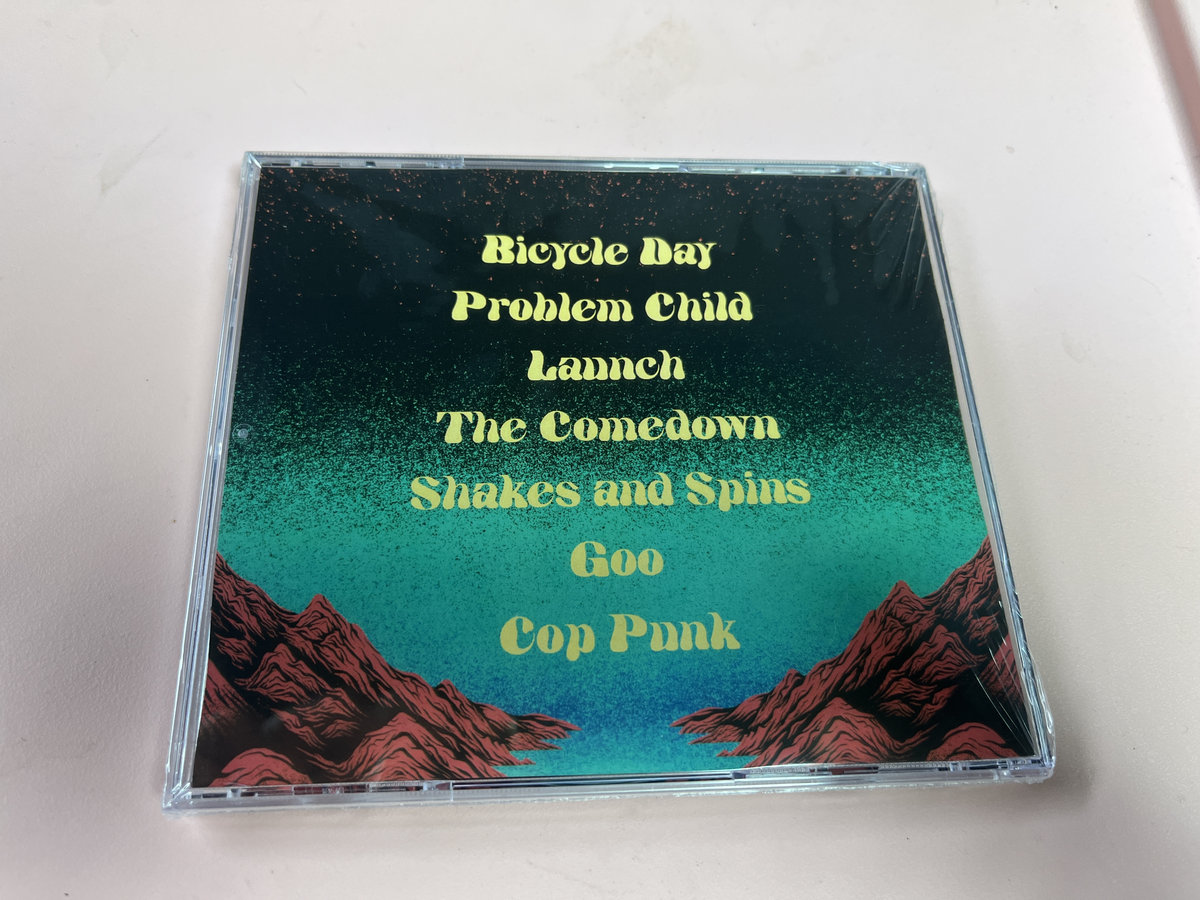 Bicycle Day
Problem Child
Launch
The Comedown
Shakes and Spins
Goo
Cop Punk